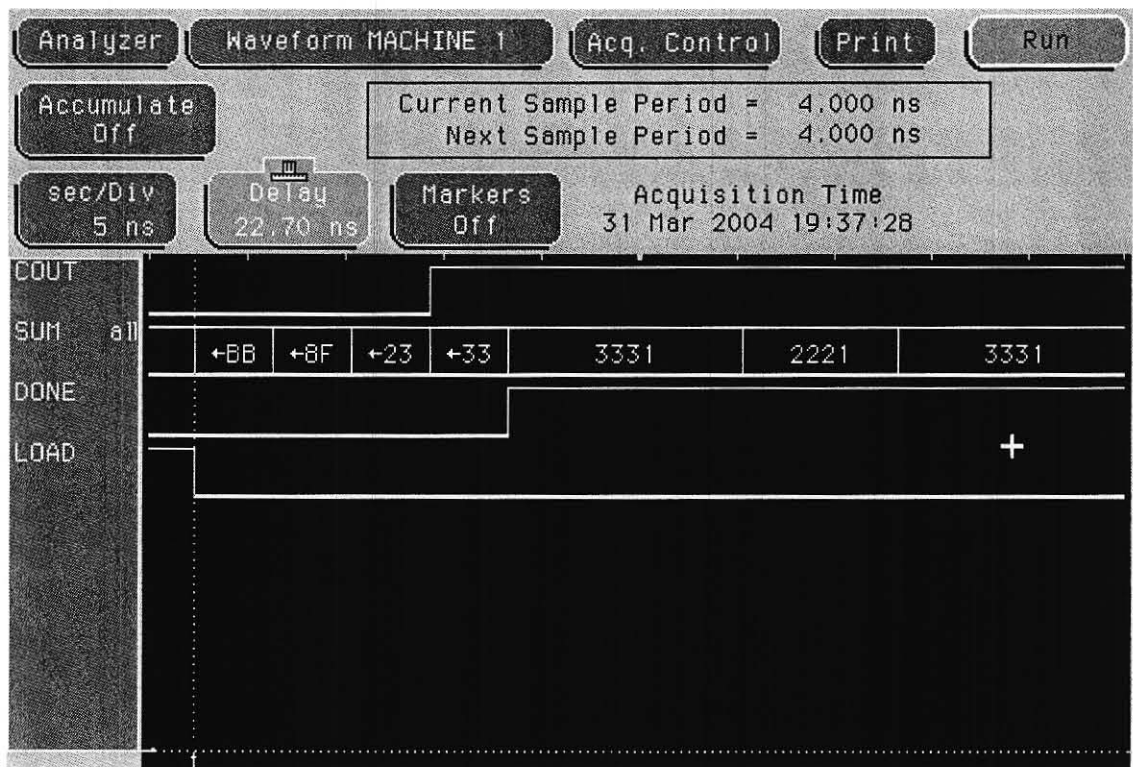 Analyzer Waveform MACHINE 1 Acq. Control Print Run
Accumulate Off
Current Sample Period = 4.000 ns
Next Sample Period = 4.000 ns
sec/Div 5 ns
Delay 22.70 ns
Markers Off
Acquisition Time
31 Mar 2004 19:37:28
COUT
SUM all ←BB ←8F ←23 ←33 3331 2221 3331
DONE
LOAD